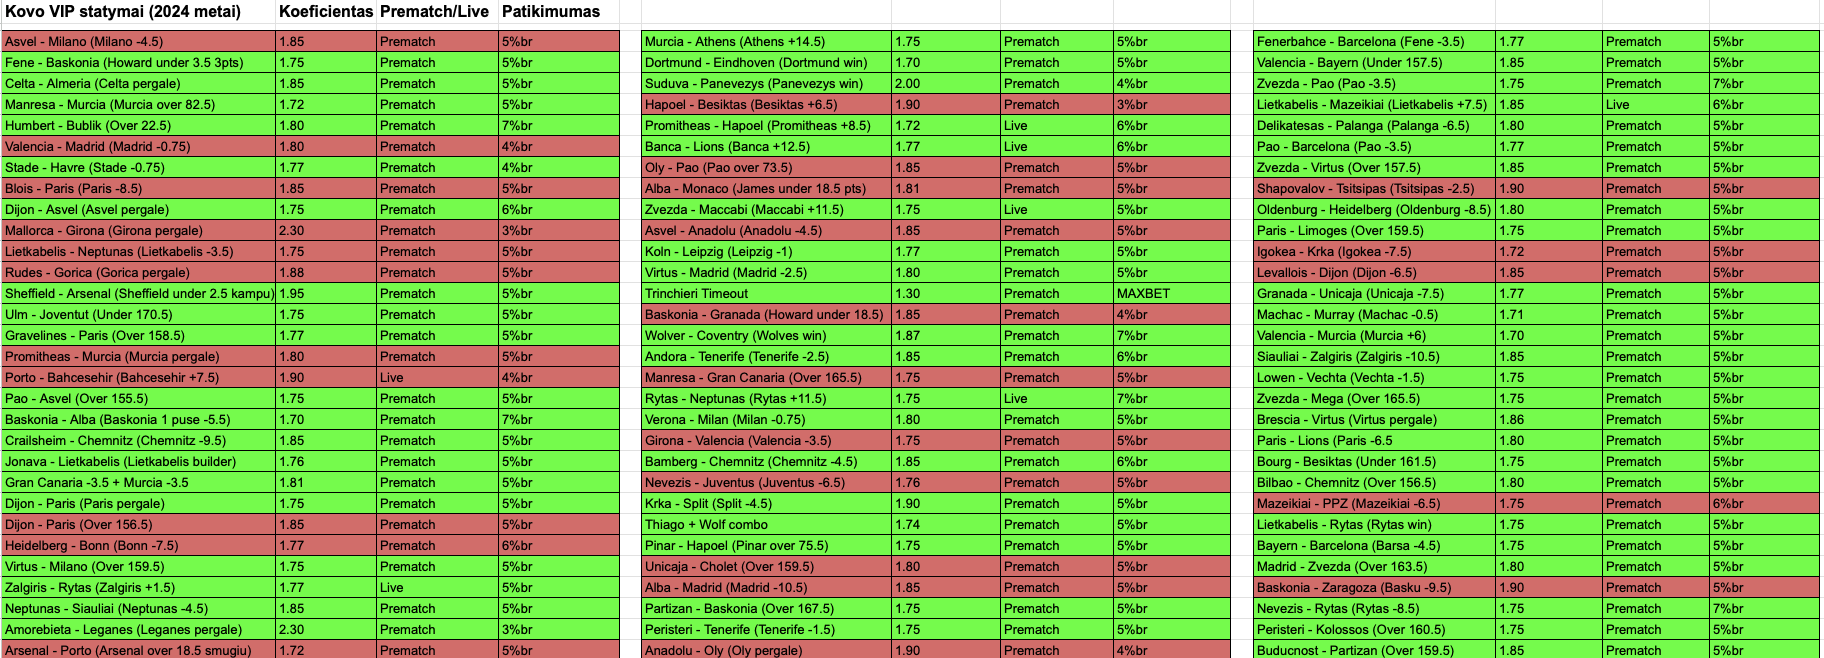 Kovo VIP statymai (2024 metai) Koeficientas Prematch/Live Patikimumas
Asvel - Milano (Milano -4.5) 1.85 Prematch 5%br Murcia - Athens (Athens +14.5) 1.75 Prematch 5%br Fenerbahce - Barcelona (Fene -3.5) 1.77 Prematch 5%br
Fene - Baskonia (Howard under 3.5 3pts) 1.75 Prematch 5%br Dortmund - Eindhoven (Dortmund win) 1.70 Prematch 5%br Valencia - Bayern (Under 157.5) 1.85 Prematch 5%br
Celta - Almeria (Celta pergale) 1.85 Prematch 5%br Suduva - Panevezys (Panevezys win) 2.00 Prematch 4%br Zvezda - Pao (Pao -3.5) 1.75 Prematch 7%br
Manresa - Murcia (Murcia over 82.5) 1.72 Prematch 5%br Hapoel - Besiktas (Besiktas +6.5) 1.90 Prematch 3%br Lietkabelis - Mazeikiai (Lietkabelis +7.5) 1.85 Live 6%br
Humbert - Bublik (Over 22.5) 1.80 Prematch 7%br Promitheas - Hapoel (Promitheas +8.5) 1.72 Live 6%br Delikatesas - Palanga (Palanga -6.5) 1.80 Prematch 5%br
Valencia - Madrid (Madrid -0.75) 1.80 Prematch 4%br Banca - Lions (Banca +12.5) 1.77 Live 6%br Pao - Barcelona (Pao -3.5) 1.77 Prematch 5%br
Stade - Havre (Stade -0.75) 1.77 Prematch 4%br Oly - Pao (Pao over 73.5) 1.85 Prematch 5%br Zvezda - Virtus (Over 157.5) 1.85 Prematch 5%br
Blois - Paris (Paris -8.5) 1.85 Prematch 5%br Alba - Monaco (James under 18.5 pts) 1.81 Prematch 5%br Shapovalov - Tsitsipas (Tsitsipas -2.5) 1.90 Prematch 5%br
Dijon - Asvel (Asvel pergale) 1.75 Prematch 6%br Zvezda - Maccabi (Maccabi +11.5) 1.75 Live 5%br Oldenburg - Heidelberg (Oldenburg -8.5) 1.80 Prematch 5%br
Mallorca - Girona (Girona pergale) 2.30 Prematch 3%br Asvel - Anadolu (Anadolu -4.5) 1.85 Prematch 5%br Paris - Limoges (Over 159.5) 1.75 Prematch 5%br
Lietkabelis - Neptunas (Lietkabelis -3.5) 1.75 Prematch 5%br Koln - Leipzig (Leipzig -1) 1.77 Prematch 5%br Igokea - Krka (Igokea -7.5) 1.72 Prematch 5%br
Rudes - Gorica (Gorica pergale) 1.88 Prematch 5%br Virtus - Madrid (Madrid -2.5) 1.80 Prematch 5%br Levallois - Dijon (Dijon -6.5) 1.85 Prematch 5%br
Sheffield - Arsenal (Sheffield under 2.5 kampu) 1.95 Prematch 5%br Trinchieri Timeout 1.30 Prematch MAXBET Granada - Unicaja (Unicaja -7.5) 1.77 Prematch 5%br
Ulm - Joventut (Under 170.5) 1.75 Prematch 5%br Baskonia - Granada (Howard under 18.5) 1.85 Prematch 4%br Machac - Murray (Machac -0.5) 1.71 Prematch 5%br
Gravelines - Paris (Over 158.5) 1.77 Prematch 5%br Wolver - Coventry (Wolves win) 1.87 Prematch 7%br Valencia - Murcia (Murcia +6) 1.70 Prematch 5%br
Promitheas - Murcia (Murcia pergale) 1.80 Prematch 5%br Andora - Tenerife (Tenerife -2.5) 1.85 Prematch 6%br Siauliai - Zalgiris (Zalgiris -10.5) 1.85 Prematch 5%br
Porto - Bahcesehir (Bahcesehir +7.5) 1.90 Live 4%br Manresa - Gran Canaria (Over 165.5) 1.75 Prematch 5%br Lowen - Vechta (Vechta -1.5) 1.75 Prematch 5%br
Pao - Asvel (Over 155.5) 1.75 Prematch 5%br Rytas - Neptunas (Rytas +11.5) 1.75 Live 7%br Zvezda - Mega (Over 165.5) 1.75 Prematch 5%br
Baskonia - Alba (Baskonia 1 puse -5.5) 1.70 Prematch 7%br Verona - Milan (Milan -0.75) 1.80 Prematch 5%br Brescia - Virtus (Virtus pergale) 1.86 Prematch 5%br
Crailsheim - Chemnitz (Chemnitz -9.5) 1.85 Prematch 5%br Girona - Valencia (Valencia -3.5) 1.75 Prematch 5%br Paris - Lions (Paris -6.5 1.80 Prematch 5%br
Jonava - Lietkabelis (Lietkabelis builder) 1.76 Prematch 5%br Bamberg - Chemnitz (Chemnitz -4.5) 1.85 Prematch 6%br Bourg - Besiktas (Under 161.5) 1.75 Prematch 5%br
Gran Canaria -3.5 + Murcia -3.5 1.81 Prematch 5%br Nevezis - Juventus (Juventus -6.5) 1.76 Prematch 5%br Bilbao - Chemnitz (Over 156.5) 1.80 Prematch 5%br
Dijon - Paris (Paris pergale) 1.75 Prematch 5%br Krka - Split (Split -4.5) 1.90 Prematch 5%br Mazeikiai - PPZ (Mazeikiai -6.5) 1.75 Prematch 6%br
Dijon - Paris (Over 156.5) 1.85 Prematch 5%br Thiago + Wolf combo 1.74 Prematch 5%br Lietkabelis - Rytas (Rytas win) 1.75 Prematch 5%br
Heidelberg - Bonn (Bonn -7.5) 1.77 Prematch 6%br Pinar - Hapoel (Pinar over 75.5) 1.75 Prematch 5%br Bayern - Barcelona (Barsa -4.5) 1.75 Prematch 5%br
Virtus - Milano (Over 159.5) 1.75 Prematch 5%br Unicaja - Cholet (Over 159.5) 1.80 Prematch 5%br Madrid - Zvezda (Over 163.5) 1.80 Prematch 5%br
Zalgiris - Rytas (Zalgiris +1.5) 1.77 Live 5%br Alba - Madrid (Madrid -10.5) 1.85 Prematch 5%br Baskonia - Zaragoza (Basku -9.5) 1.90 Prematch 5%br
Neptunas - Siauliai (Neptunas -4.5) 1.85 Prematch 5%br Partizan - Baskonia (Over 167.5) 1.75 Prematch 5%br Nevezis - Rytas (Rytas -8.5) 1.75 Prematch 7%br
Amorebieta - Leganes (Leganes pergale) 2.30 Prematch 3%br Peristeri - Tenerife (Tenerife -1.5) 1.75 Prematch 5%br Peristeri - Kolossos (Over 160.5) 1.75 Prematch 5%br
Arsenal - Porto (Arsenal over 18.5 smugiu) 1.72 Prematch 5%br Anadolu - Oly (Oly pergale) 1.90 Prematch 4%br Buducnost - Partizan (Over 159.5) 1.85 Prematch 5%br